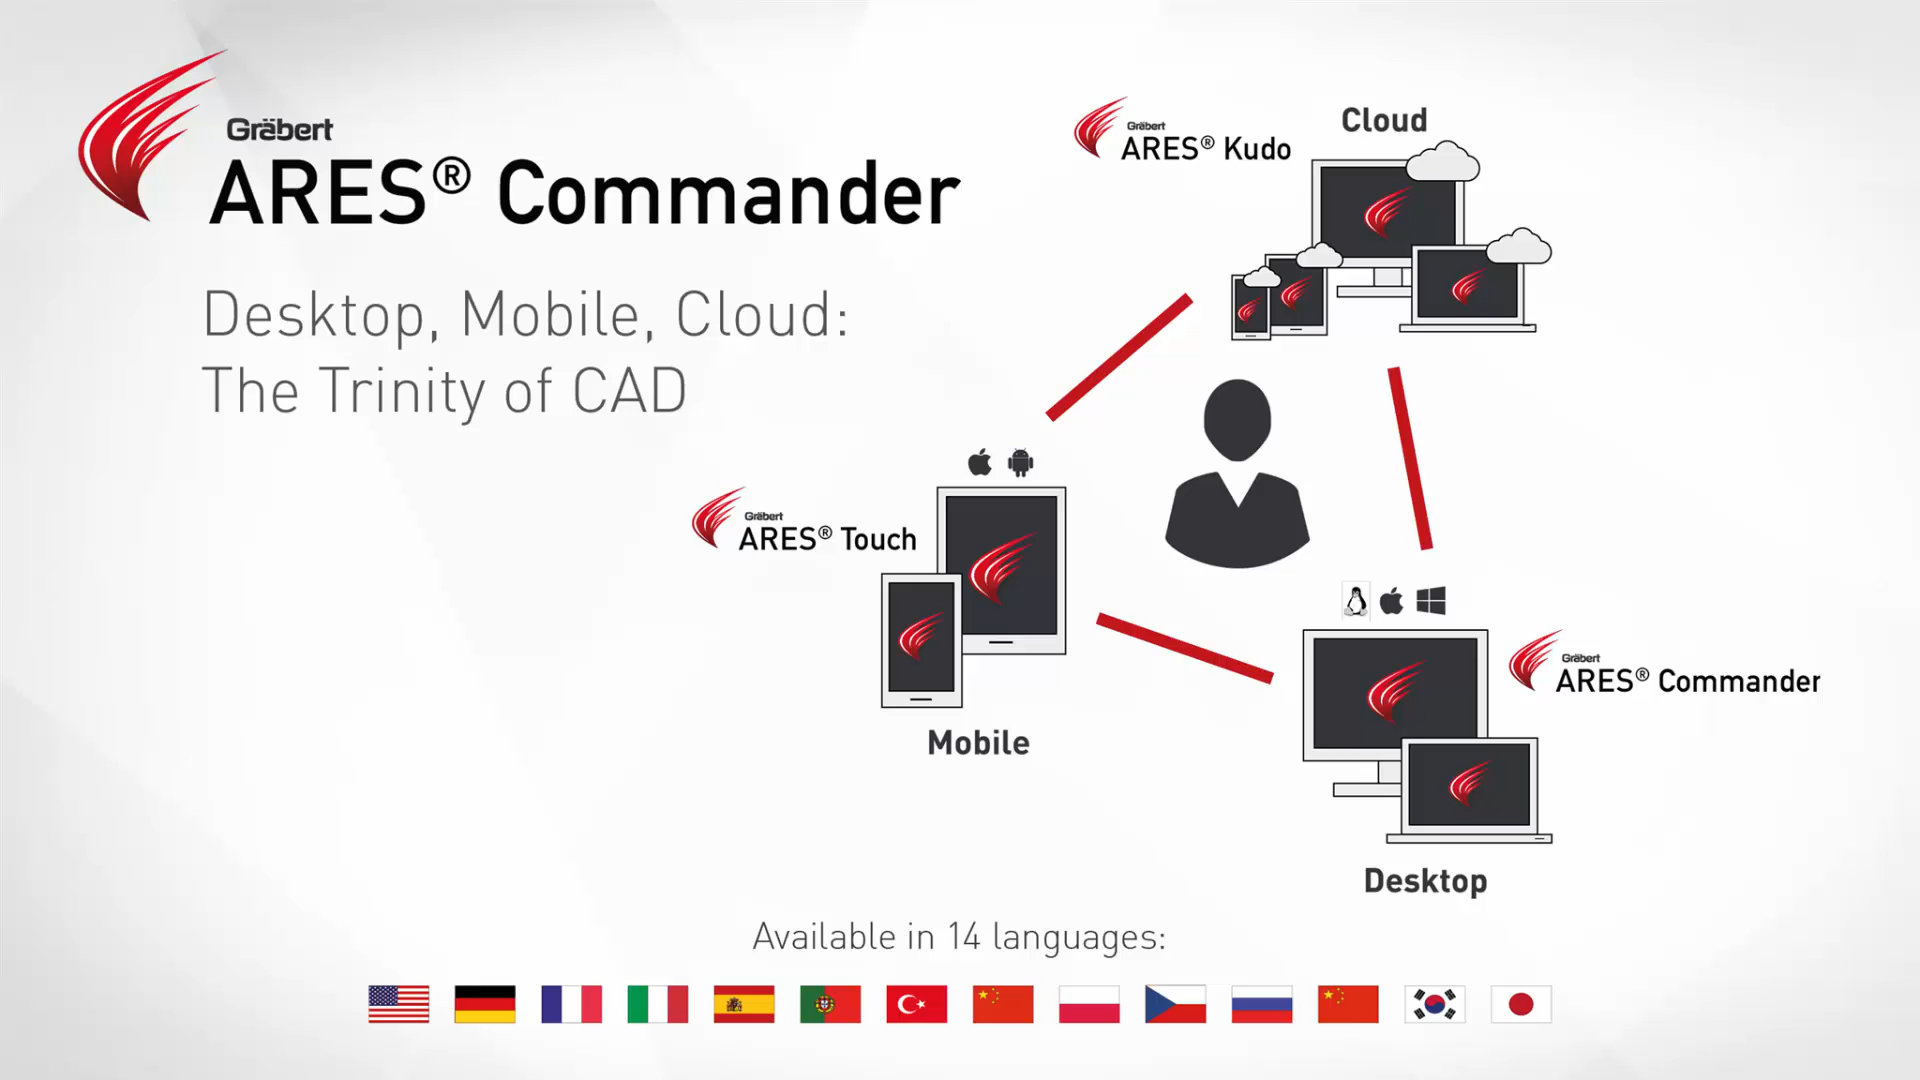 Gräbert
ARES® Commander
Desktop, Mobile, Cloud:
The Trinity of CAD
Cloud
Gräbert
ARES® Kudo
Gräbert
ARES® Touch
Mobile
Gräbert
ARES® Commander
Desktop
Available in 14 languages: